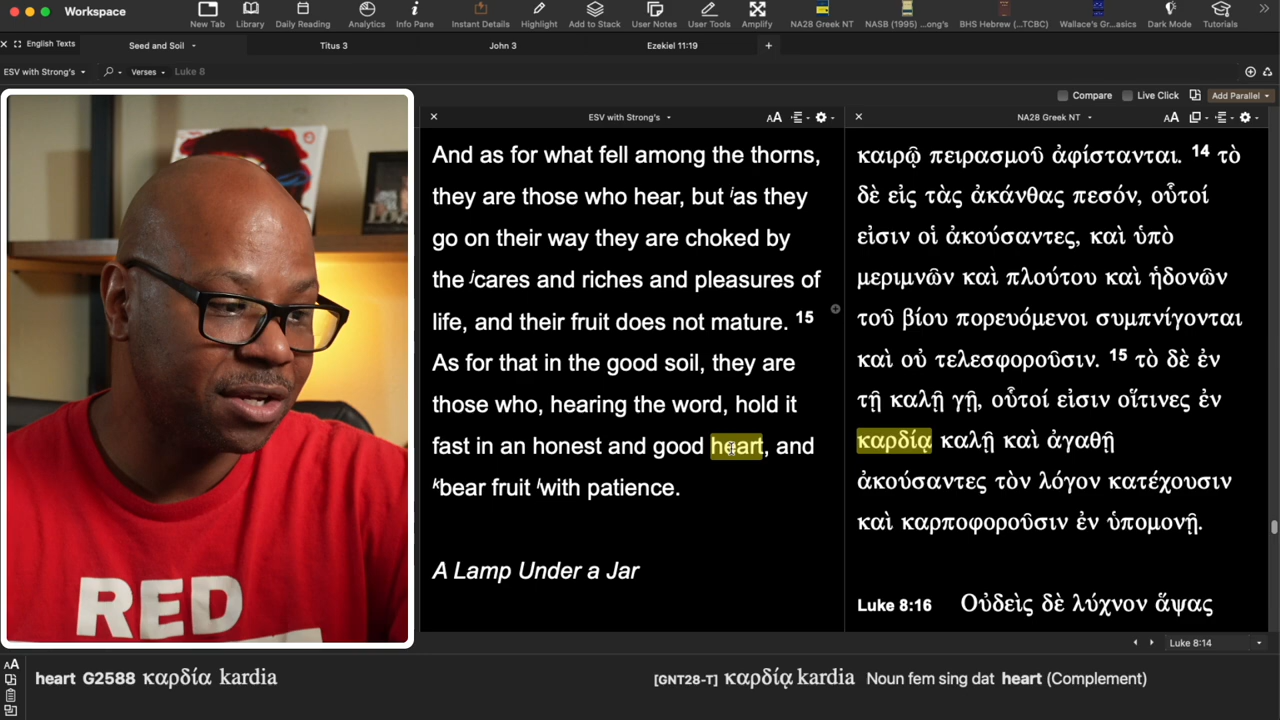 Workspace
New Tab
Library
Daily Reading
Analytics
Info Pane
Instant Details
Highlight
Add to Stack
User Notes
User Tools
Amplify
NA28 Greek NT
NASB (1995) ...ong's
BHS Hebrew (...TCBC)
Wallace's Gr...asics
Dark Mode
Tutorials
English Texts
Seed and Soil
Titus 3
John 3
Ezekiel 11:19
ESV with Strong's
Verses
Luke 8
Compare
Live Click
Add Parallel
ESV with Strong's
AA
And as for what fell among the thorns,
they are those who hear, but i as they
go on their way they are choked by
the j cares and riches and pleasures of
life, and their fruit does not mature. 15
As for that in the good soil, they are
those who, hearing the word, hold it
fast in an honest and good heart, and
k bear fruit l with patience.
A Lamp Under a Jar
NA28 Greek NT
AA
καιρῷ πειρασμοῦ ἀφίστανται. 14 τὸ
δὲ εἰς τὰς ἀκάνθας πεσόν, οὗτοί
εἰσιν οἱ ἀκούσαντες, καὶ ὑπὸ
μεριμνῶν καὶ πλούτου καὶ ἡδονῶν
τοῦ βίου πορευόμενοι συμπνίγονται
καὶ οὐ τελεσφοροῦσιν. 15 τὸ δὲ ἐν
τῇ καλῇ γῇ, οὗτοί εἰσιν οἵτινες ἐν
καρδίᾳ καλῇ καὶ ἀγαθῇ
ἀκούσαντες τὸν λόγον κατέχουσιν
καὶ καρποφοροῦσιν ἐν ὑπομονῇ.
Luke 8:16 Οὐδεὶς δὲ λύχνον ἅψας
Luke 8:14
RED
AA
heart G2588 καρδία kardia
[GNT28-T] καρδίᾳ kardia Noun fem sing dat heart (Complement)